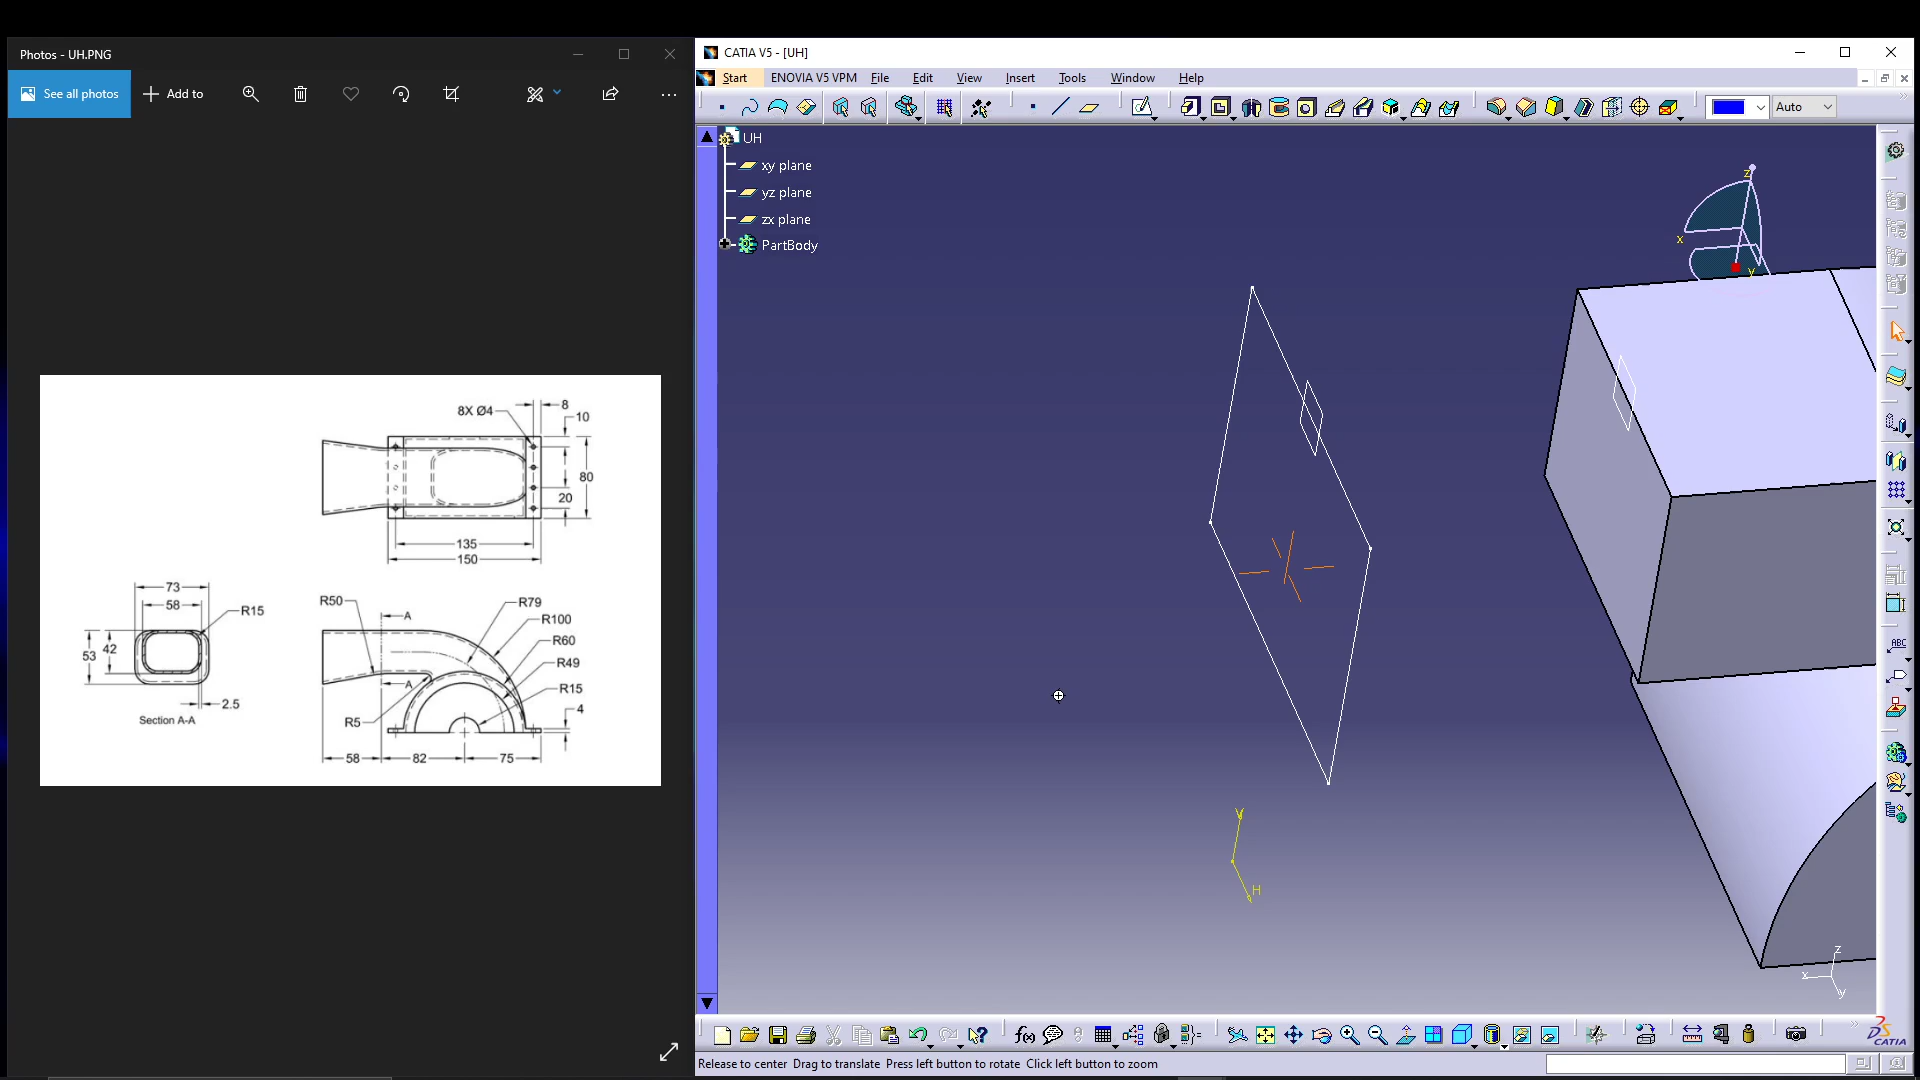 Photos - UH.PNG
See all photos
Add to
8X Ø4
8
10
80
20
135
150
73
58
R15
53
42
2.5
Section A-A
R50
A
R79
R100
R60
R49
R15
4
A
R5
58
82
75
CATIA V5 - [UH]
Start ENOVIA V5 VPM File Edit View Insert Tools Window Help
Auto
UH
xy plane
yz plane
zx plane
PartBody
z
x
y
V
H
z
x
y
ABC
f(x)
CATIA
Release to center Drag to translate Press left button to rotate Click left button to zoom